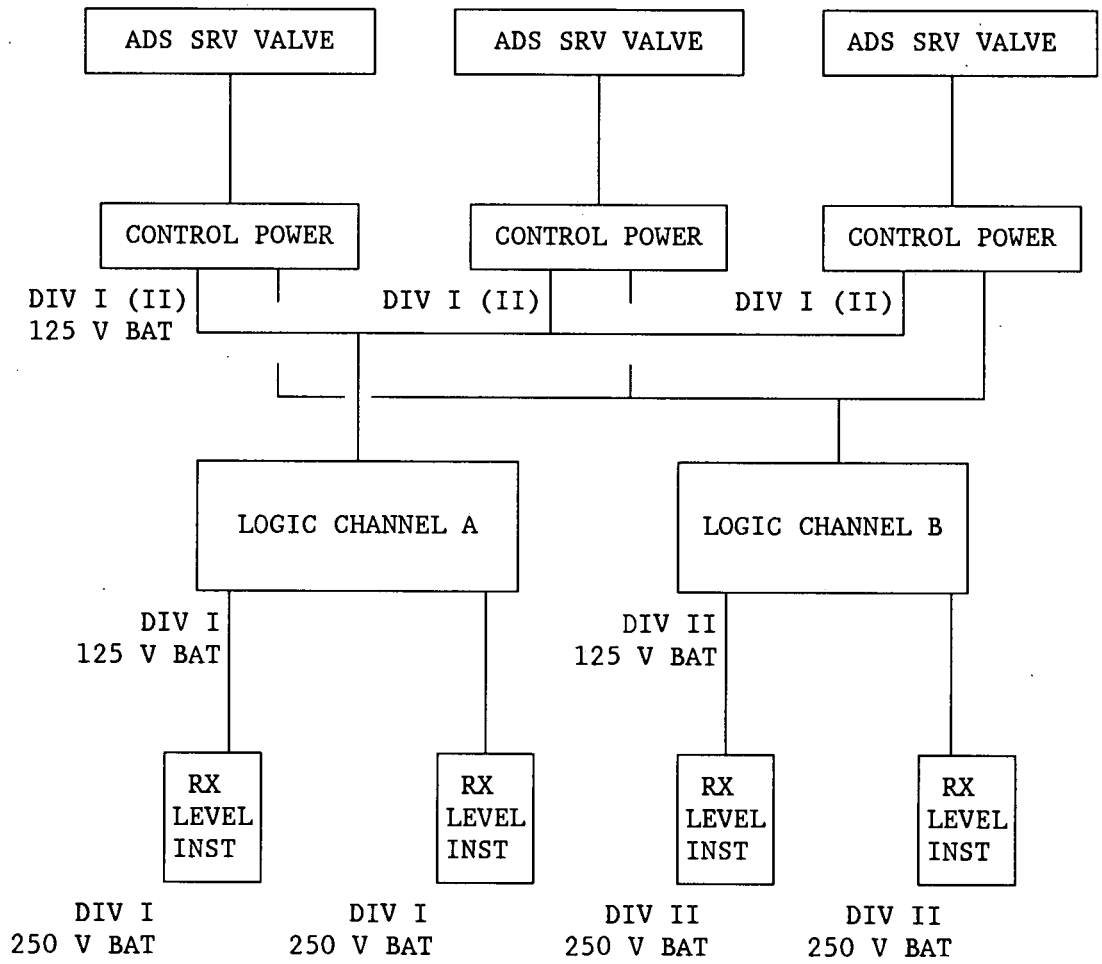 ADS SRV VALVE
ADS SRV VALVE
ADS SRV VALVE
CONTROL POWER
CONTROL POWER
CONTROL POWER
DIV I (II)
125 V BAT
DIV I (II)
DIV I (II)
LOGIC CHANNEL A
LOGIC CHANNEL B
DIV I
125 V BAT
DIV II
125 V BAT
RX
LEVEL
INST
RX
LEVEL
INST
RX
LEVEL
INST
RX
LEVEL
INST
DIV I
250 V BAT
DIV I
250 V BAT
DIV II
250 V BAT
DIV II
250 V BAT